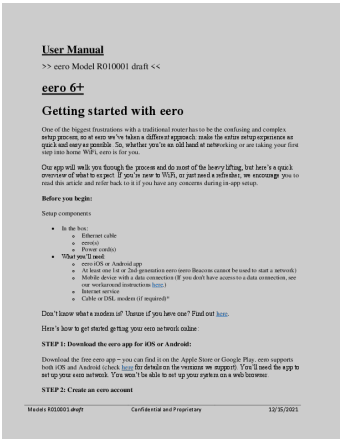 User Manual
>> eero Model R010001 draft <<
eero 6+
Getting started with eero
One of the biggest frustrations with a traditional router has to be the confusing and complex
setup process, so at eero we've taken a different approach: make the entire setup experience as
quick and easy as possible. So, whether you're an old hand at networking or are taking your first
step into home WiFi, eero is for you.
Our app will walk you through the process and do most of the heavy lifting, but here's a quick
overview of what to expect. If you're new to WiFi, or just need a refresher, we encourage you to
read this article and refer back to it if you have any concerns during in-app setup.
Before you begin:
Setup components
• In the box:
o Ethernet cable
o eero(s)
o Power cord(s)
• What you'll need:
o eero iOS or Android app
o At least one 1st or 2nd generation eero (eero Beacons cannot be used to start a network)
o Mobile device with a data connection (If you don't have access to a data connection, see
our workaround instructions here.)
o Internet service
o Cable or DSL modem (if required)*
Don't know what a modem is? Unsure if you have one? Find out here.
Here's how to get started getting your eero network online:
STEP 1: Download the eero app for iOS or Android:
Download the free eero app – you can find it on the Apple Store or Google Play. eero supports
both iOS and Android (check here for details on the versions we support). You'll need the app to
set up your eero network. You won't be able to set up your system on a web browser.
STEP 2: Create an eero account
Models R010001 draft Confidential and Proprietary 12/15/2021